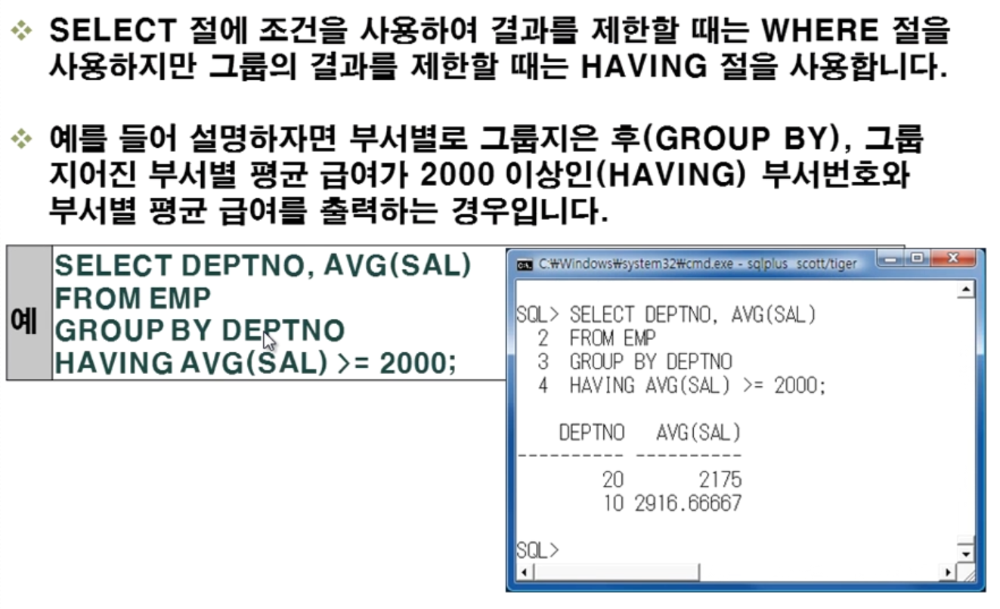 ❖ SELECT 절에 조건을 사용하여 결과를 제한할 때는 WHERE 절을
사용하지만 그룹의 결과를 제한할 때는 HAVING 절을 사용합니다.
❖ 예를 들어 설명하자면 부서별로 그룹지은 후(GROUP BY), 그룹
지어진 부서별 평균 급여가 2000 이상인(HAVING) 부서번호와
부서별 평균 급여를 출력하는 경우입니다.
예
SELECT DEPTNO, AVG(SAL)
FROM EMP
GROUP BY DEPTNO
HAVING AVG(SAL) >= 2000;
C:₩Windows₩system32₩cmd.exe - sqlplus scott/tiger
SQL> SELECT DEPTNO, AVG(SAL)
2 FROM EMP
3 GROUP BY DEPTNO
4 HAVING AVG(SAL) >= 2000;
DEPTNO AVG(SAL)
---------- ----------
20 2175
10 2916.66667
SQL>